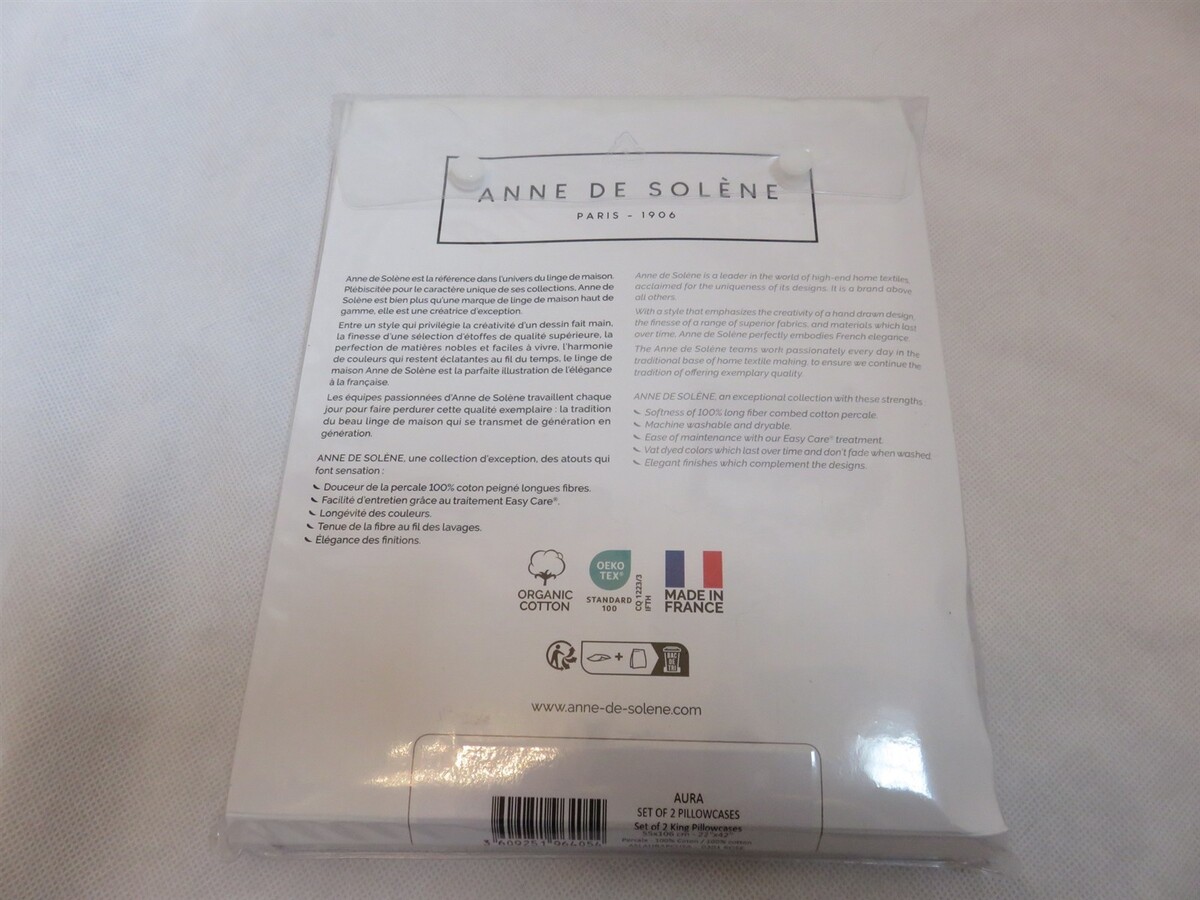 ANNE DE SOLÈNE
PARIS - 1906
Anne de Solène est la référence dans l'univers du linge de maison.
Plébiscitée pour le caractère unique de ses collections, Anne de
Solène est bien plus qu'une marque de linge de maison haut de
gamme, elle est une créatrice d'exception.
Entre un style qui privilégie la créativité d'un dessin fait main,
la finesse d'une sélection d'étoffes de qualité supérieure, la
perfection de matières nobles et faciles à vivre, l'harmonie
de couleurs qui restent éclatantes au fil du temps, le linge de
maison Anne de Solène est la parfaite illustration de l'élégance
à la française.
Les équipes passionnées d'Anne de Solène travaillent chaque
jour pour faire perdurer cette qualité exemplaire : la tradition
du beau linge de maison qui se transmet de génération en
génération.
ANNE DE SOLÈNE, une collection d'exception, des atouts qui
font sensation :
Douceur de la percale 100% coton peigné longues fibres.
Facilité d'entretien grâce au traitement Easy Care®.
Longévité des couleurs.
Tenue de la fibre au fil des lavages.
Élégance des finitions.
Anne de Solène is a leader in the world of high-end home textiles,
acclaimed for the uniqueness of its designs. It is a brand above
all others.
With a style that emphasizes the creativity of a hand drawn design,
the finesse of a range of superior fabrics, and materials which last
over time, Anne de Solène perfectly embodies French elegance.
The Anne de Solène teams work passionately every day in the
traditional base of home textile making, to ensure we continue the
tradition of offering exemplary quality.
ANNE DE SOLÈNE, an exceptional collection with these strengths
Softness of 100% long fiber combed cotton percale.
Machine washable and dryable.
Ease of maintenance with our Easy Care® treatment.
Vat dyed colors which last over time and don't fade when washed.
Elegant finishes which complement the designs.
ORGANIC
COTTON
OEKO
TEX®
STANDARD
100
CQ 1223/3
IFTH
MADE IN
FRANCE
+
BAC
DE
TRI
www.anne-de-solene.com
3 609251 964054
AURA
SET OF 2 PILLOWCASES
Set of 2 King Pillowcases
55x106 cm - 22"x42"
Percale - 100% Coton / 100% cotton